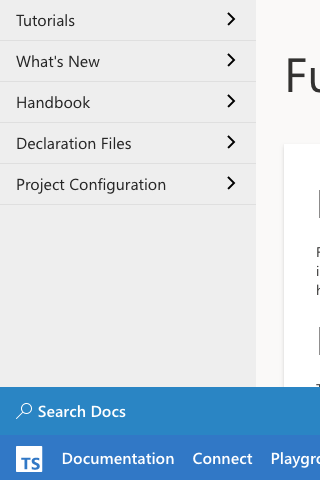 Tutorials
What's New
Handbook
Declaration Files
Project Configuration
Search Docs
TS
Documentation
Connect